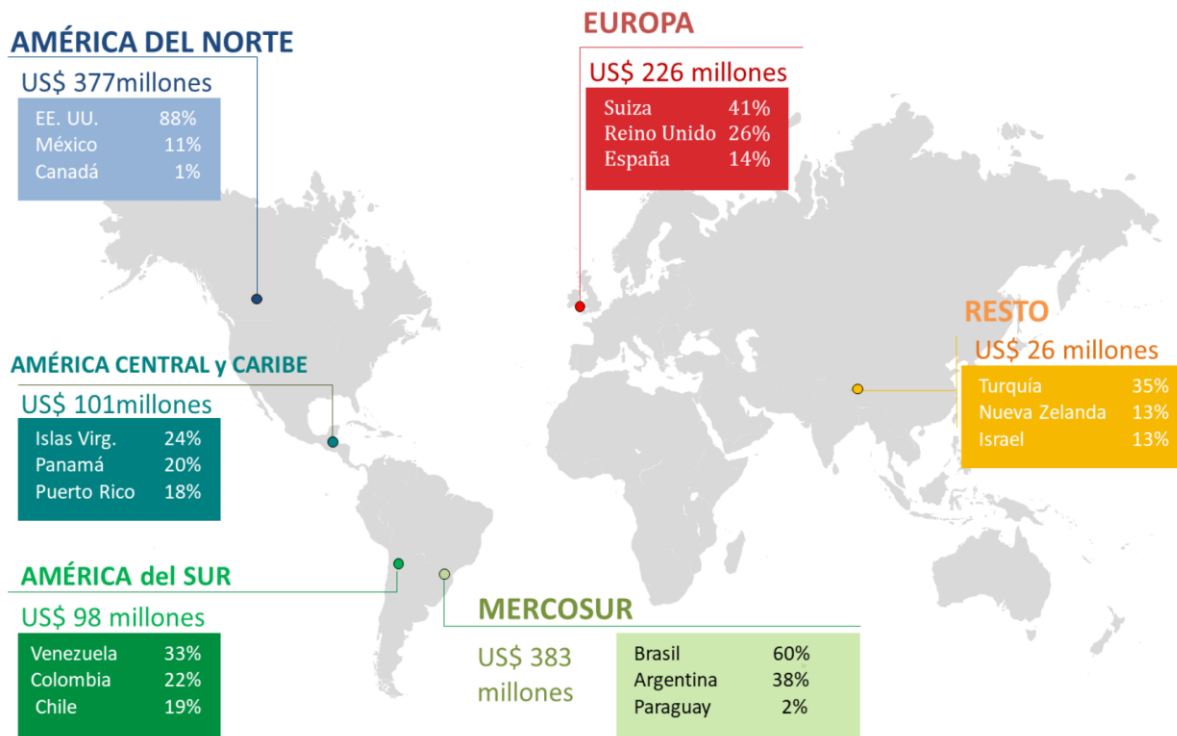 AMÉRICA DEL NORTE
US$ 377millones
EE. UU. 88%
México 11%
Canadá 1%
EUROPA
US$ 226 millones
Suiza 41%
Reino Unido 26%
España 14%
RESTO
US$ 26 millones
Turquía 35%
Nueva Zelanda 13%
Israel 13%
AMÉRICA CENTRAL y CARIBE
US$ 101millones
Islas Virg. 24%
Panamá 20%
Puerto Rico 18%
AMÉRICA del SUR
US$ 98 millones
Venezuela 33%
Colombia 22%
Chile 19%
MERCOSUR
US$ 383
millones
Brasil 60%
Argentina 38%
Paraguay 2%